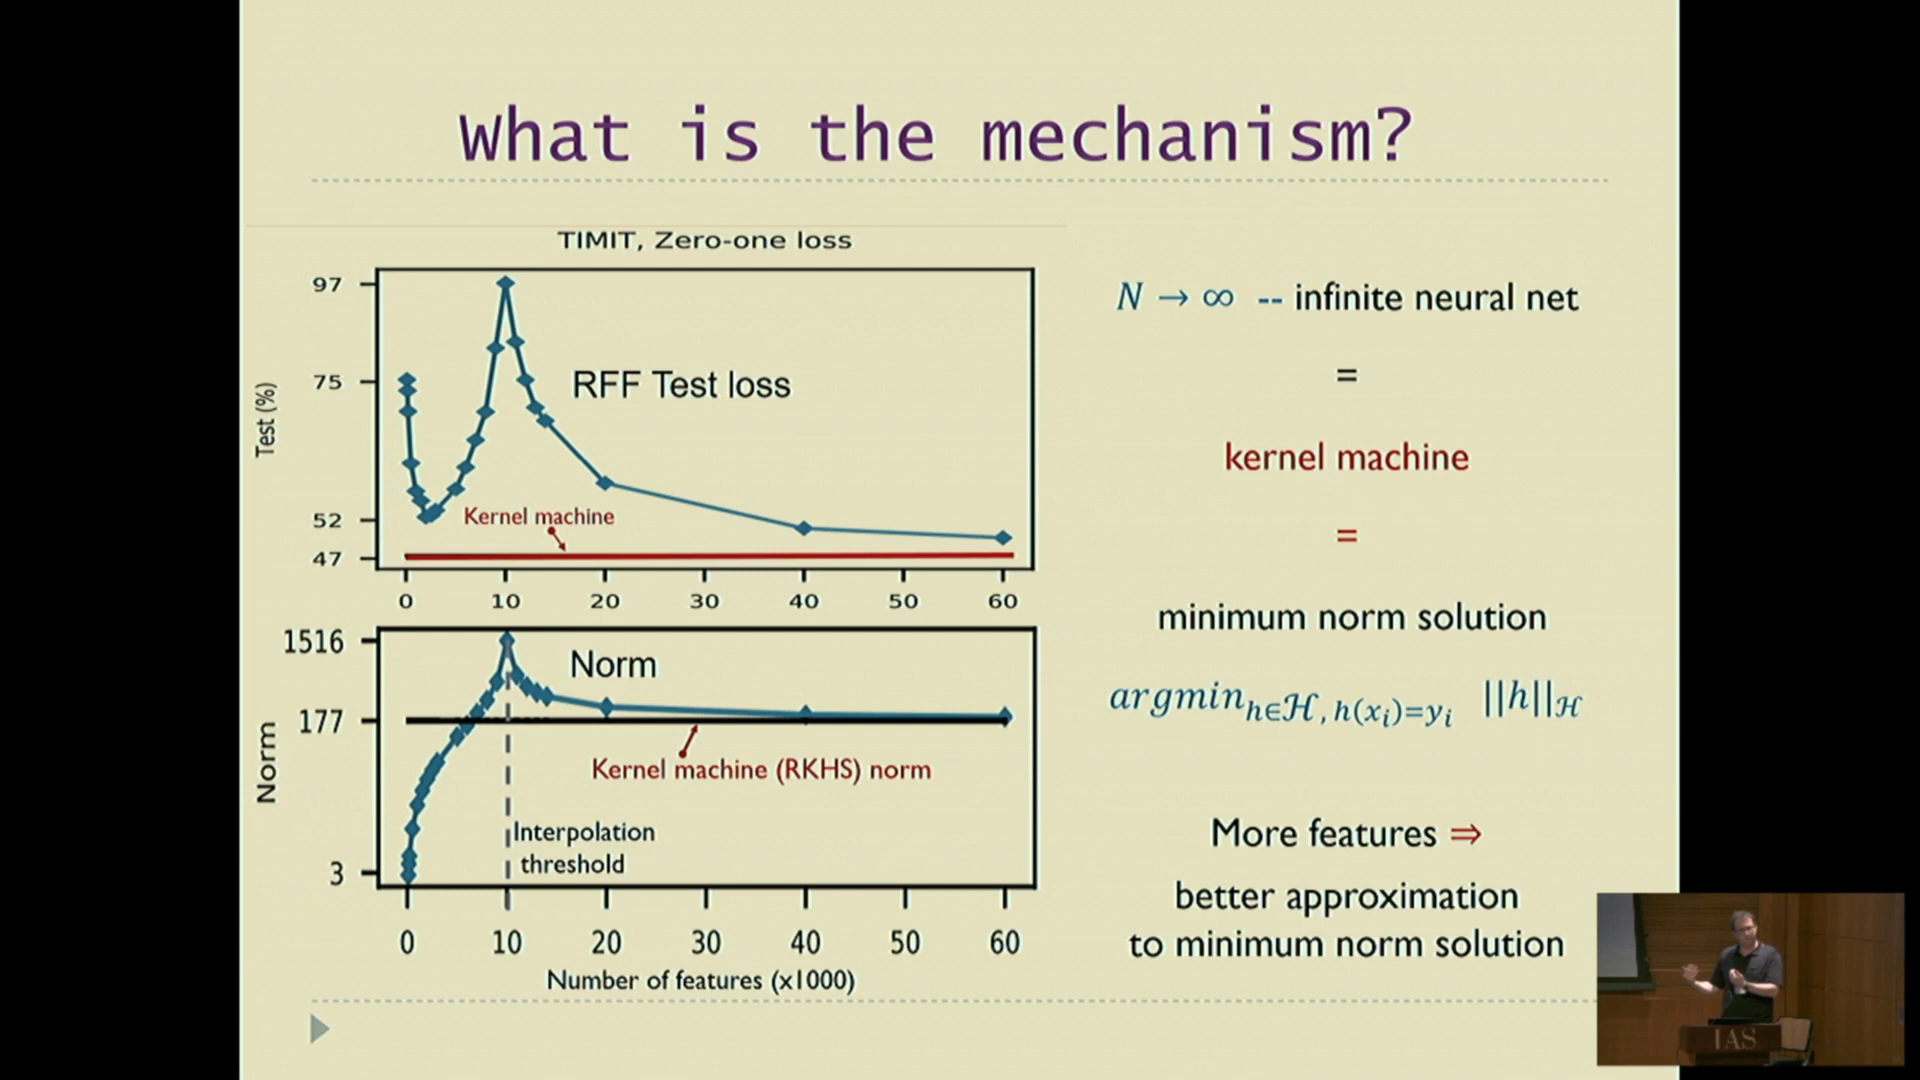 What is the mechanism?
TIMIT, Zero-one loss
97
75
52
47
Test (%)
RFF Test loss
Kernel machine
0 10 20 30 40 50 60
1516
177
3
Norm
Norm
Kernel machine (RKHS) norm
Interpolation
threshold
0 10 20 30 40 50 60
Number of features (x1000)
N → ∞ -- infinite neural net
=
kernel machine
=
minimum norm solution
argmin_{h∈ℋ, h(x_i)=y_i} ||h||_ℋ
More features ⇒
better approximation
to minimum norm solution
IAS